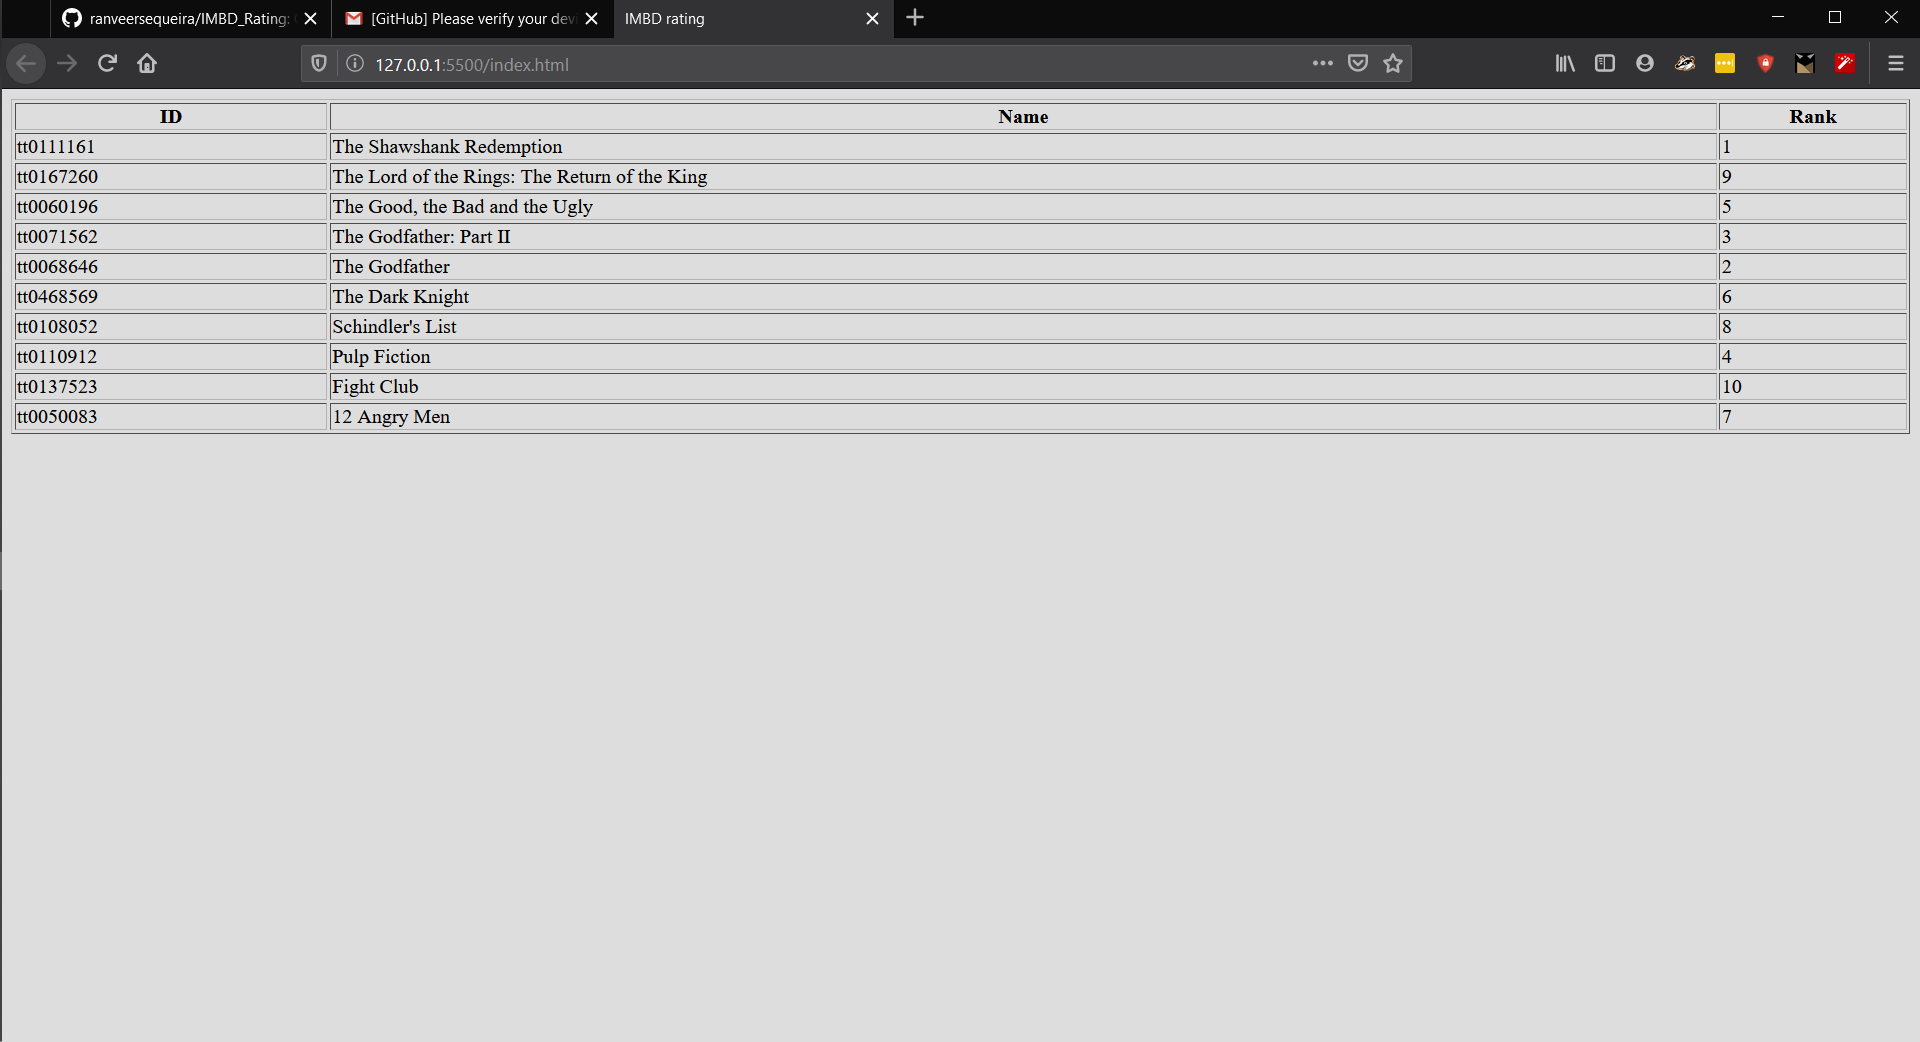 ranveersequeira/IMBD_Rating: [GitHub] Please verify your dev IMBD rating
127.0.0.1:5500/index.html
ID Name Rank
tt0111161 The Shawshank Redemption 1
tt0167260 The Lord of the Rings: The Return of the King 9
tt0060196 The Good, the Bad and the Ugly 5
tt0071562 The Godfather: Part II 3
tt0068646 The Godfather 2
tt0468569 The Dark Knight 6
tt0108052 Schindler's List 8
tt0110912 Pulp Fiction 4
tt0137523 Fight Club 10
tt0050083 12 Angry Men 7